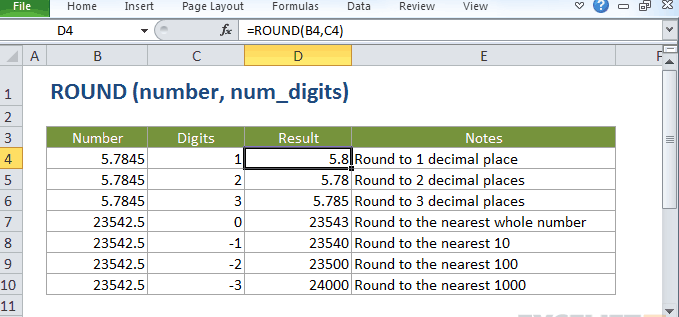 File Home Insert Page Layout Formulas Data Review View ?
D4 fx =ROUND(B4,C4)
A B C D E F
1 ROUND (number, num_digits)
2
3 Number Digits Result Notes
4 5.7845 1 5.8 Round to 1 decimal place
5 5.7845 2 5.78 Round to 2 decimal places
6 5.7845 3 5.785 Round to 3 decimal places
7 23542.5 0 23543 Round to the nearest whole number
8 23542.5 -1 23540 Round to the nearest 10
9 23542.5 -2 23500 Round to the nearest 100
10 23542.5 -3 24000 Round to the nearest 1000
11